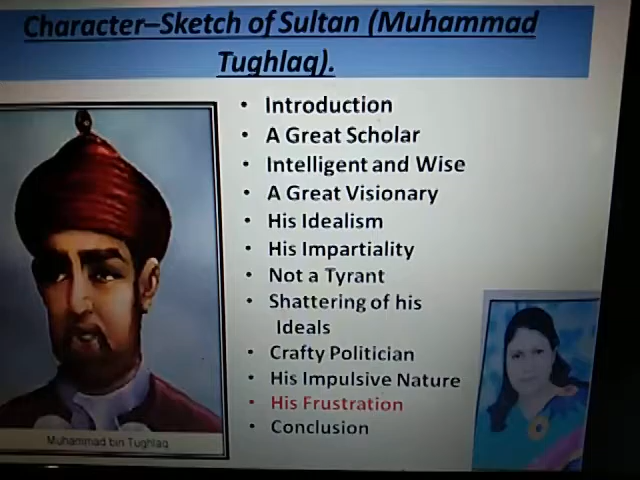 Character–Sketch of Sultan (Muhammad
Tughlaq).
• Introduction
• A Great Scholar
• Intelligent and Wise
• A Great Visionary
• His Idealism
• His Impartiality
• Not a Tyrant
• Shattering of his
Ideals
• Crafty Politician
• His Impulsive Nature
• His Frustration
• Conclusion
Muhammad bin Tughlaq